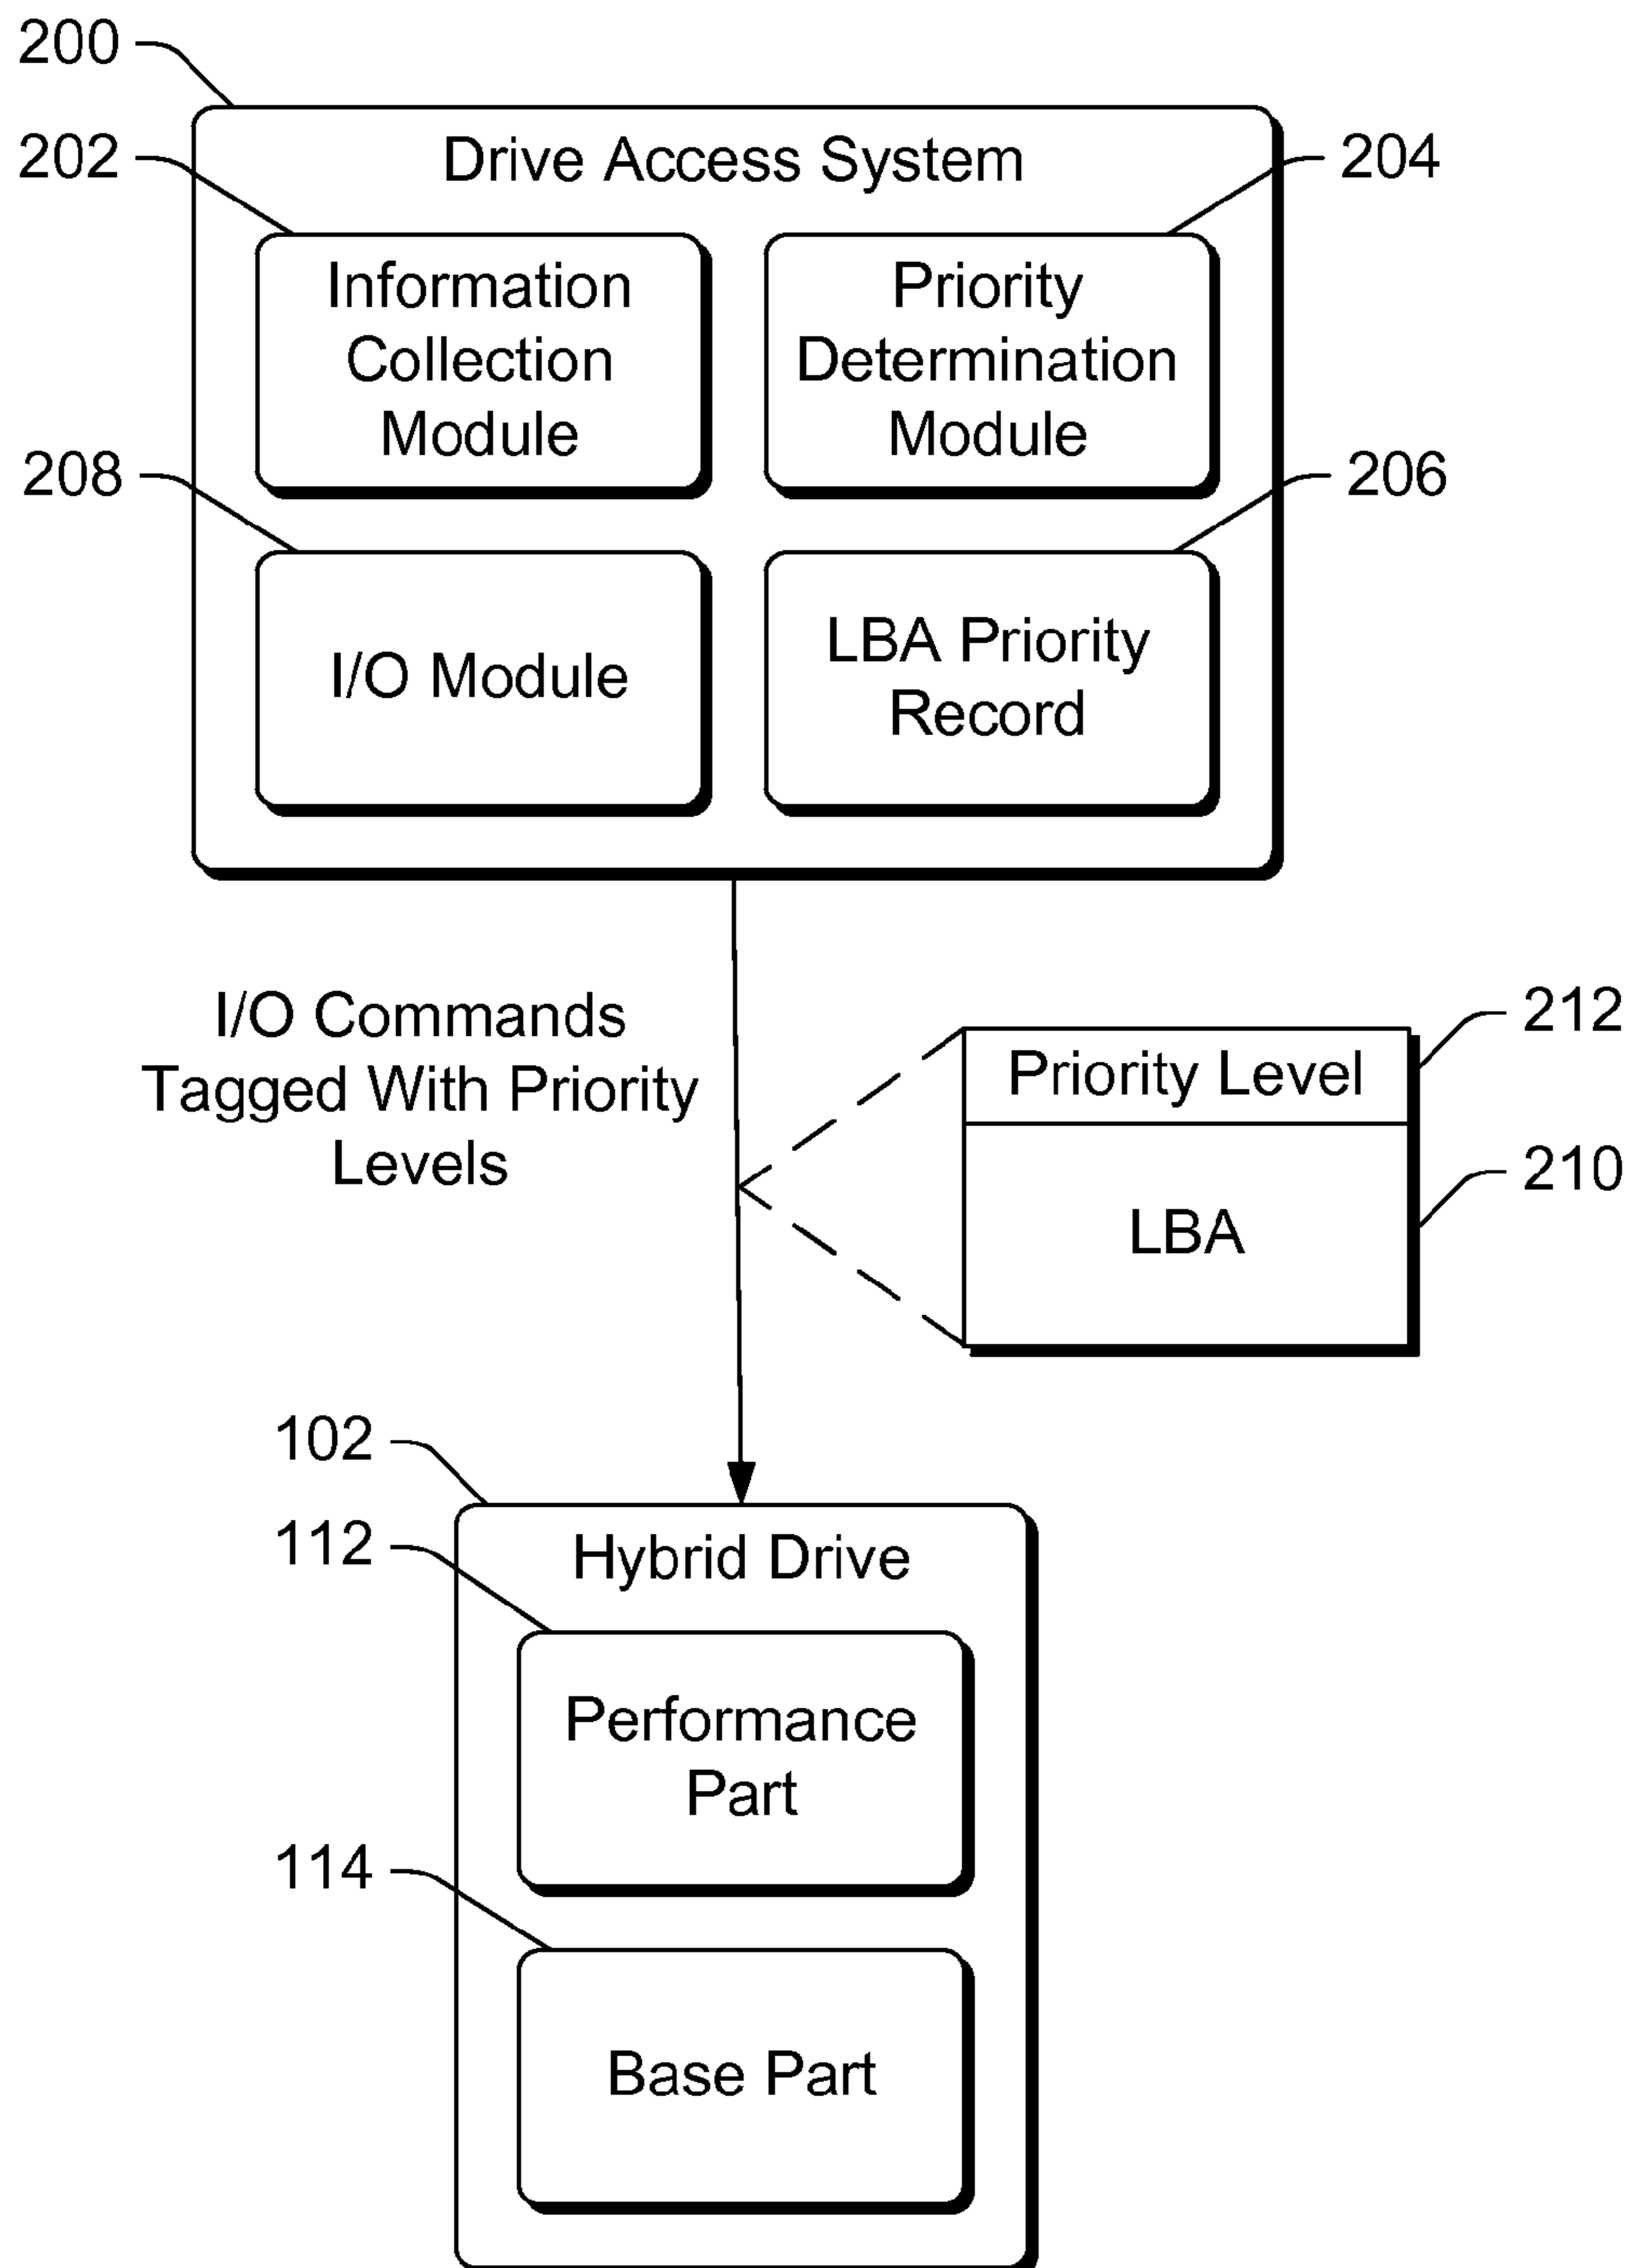 200
Drive Access System
202
204
Information
Collection
Module
Priority
Determination
Module
208
206
I/O Module
LBA Priority
Record
I/O Commands
Tagged With Priority
Levels
212
Priority Level
210
LBA
102
Hybrid Drive
112
Performance
Part
114
Base Part